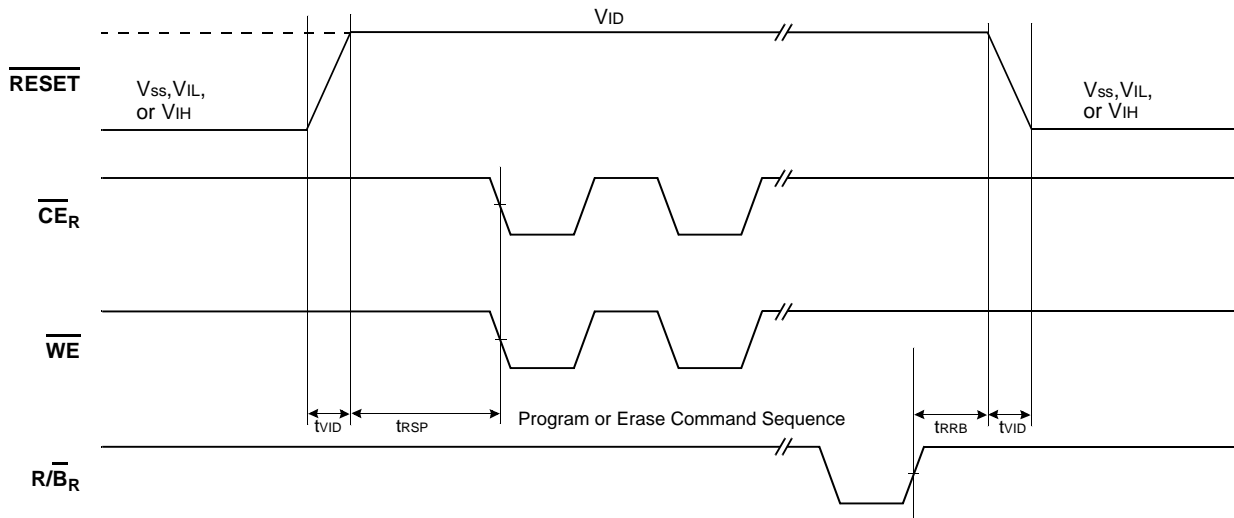 VID
RESET
Vss,VIL,
or VIH
Vss,VIL,
or VIH
CER
WE
Program or Erase Command Sequence
tVID
tRSP
tRRB
tVID
R/BR